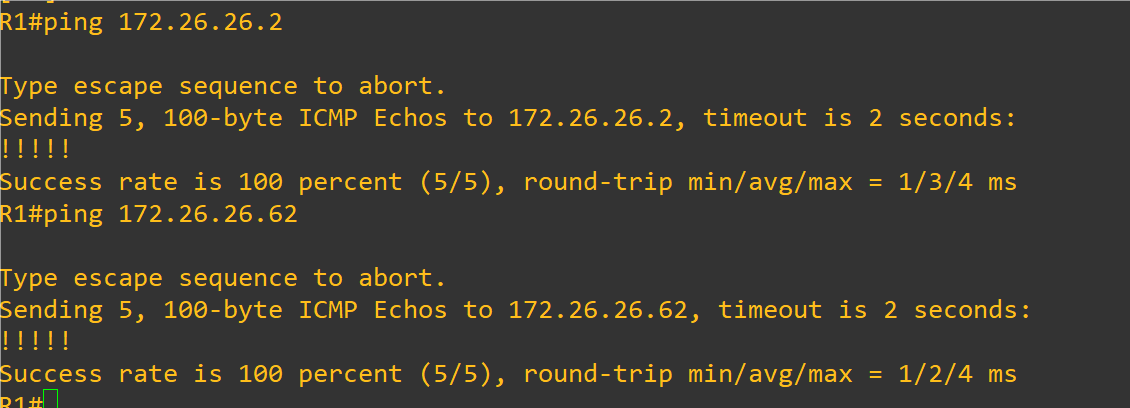 R1#ping 172.26.26.2
Type escape sequence to abort.
Sending 5, 100-byte ICMP Echos to 172.26.26.2, timeout is 2 seconds:
!!!!!
Success rate is 100 percent (5/5), round-trip min/avg/max = 1/3/4 ms
R1#ping 172.26.26.62
Type escape sequence to abort.
Sending 5, 100-byte ICMP Echos to 172.26.26.62, timeout is 2 seconds:
!!!!!
Success rate is 100 percent (5/5), round-trip min/avg/max = 1/2/4 ms
R1#